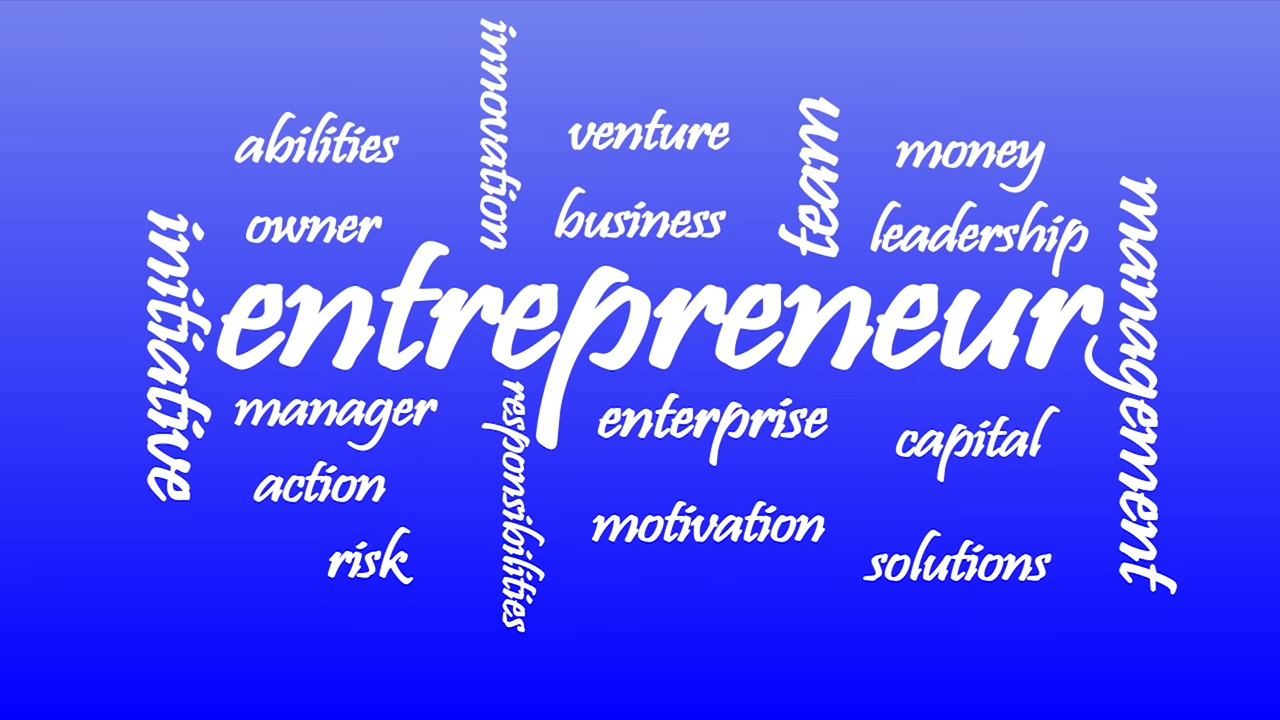 innovation
abilities
venture
team
money
owner
business
leadership
initiative
management
entrepreneur
manager
responsibilities
enterprise
capital
action
motivation
risk
solutions